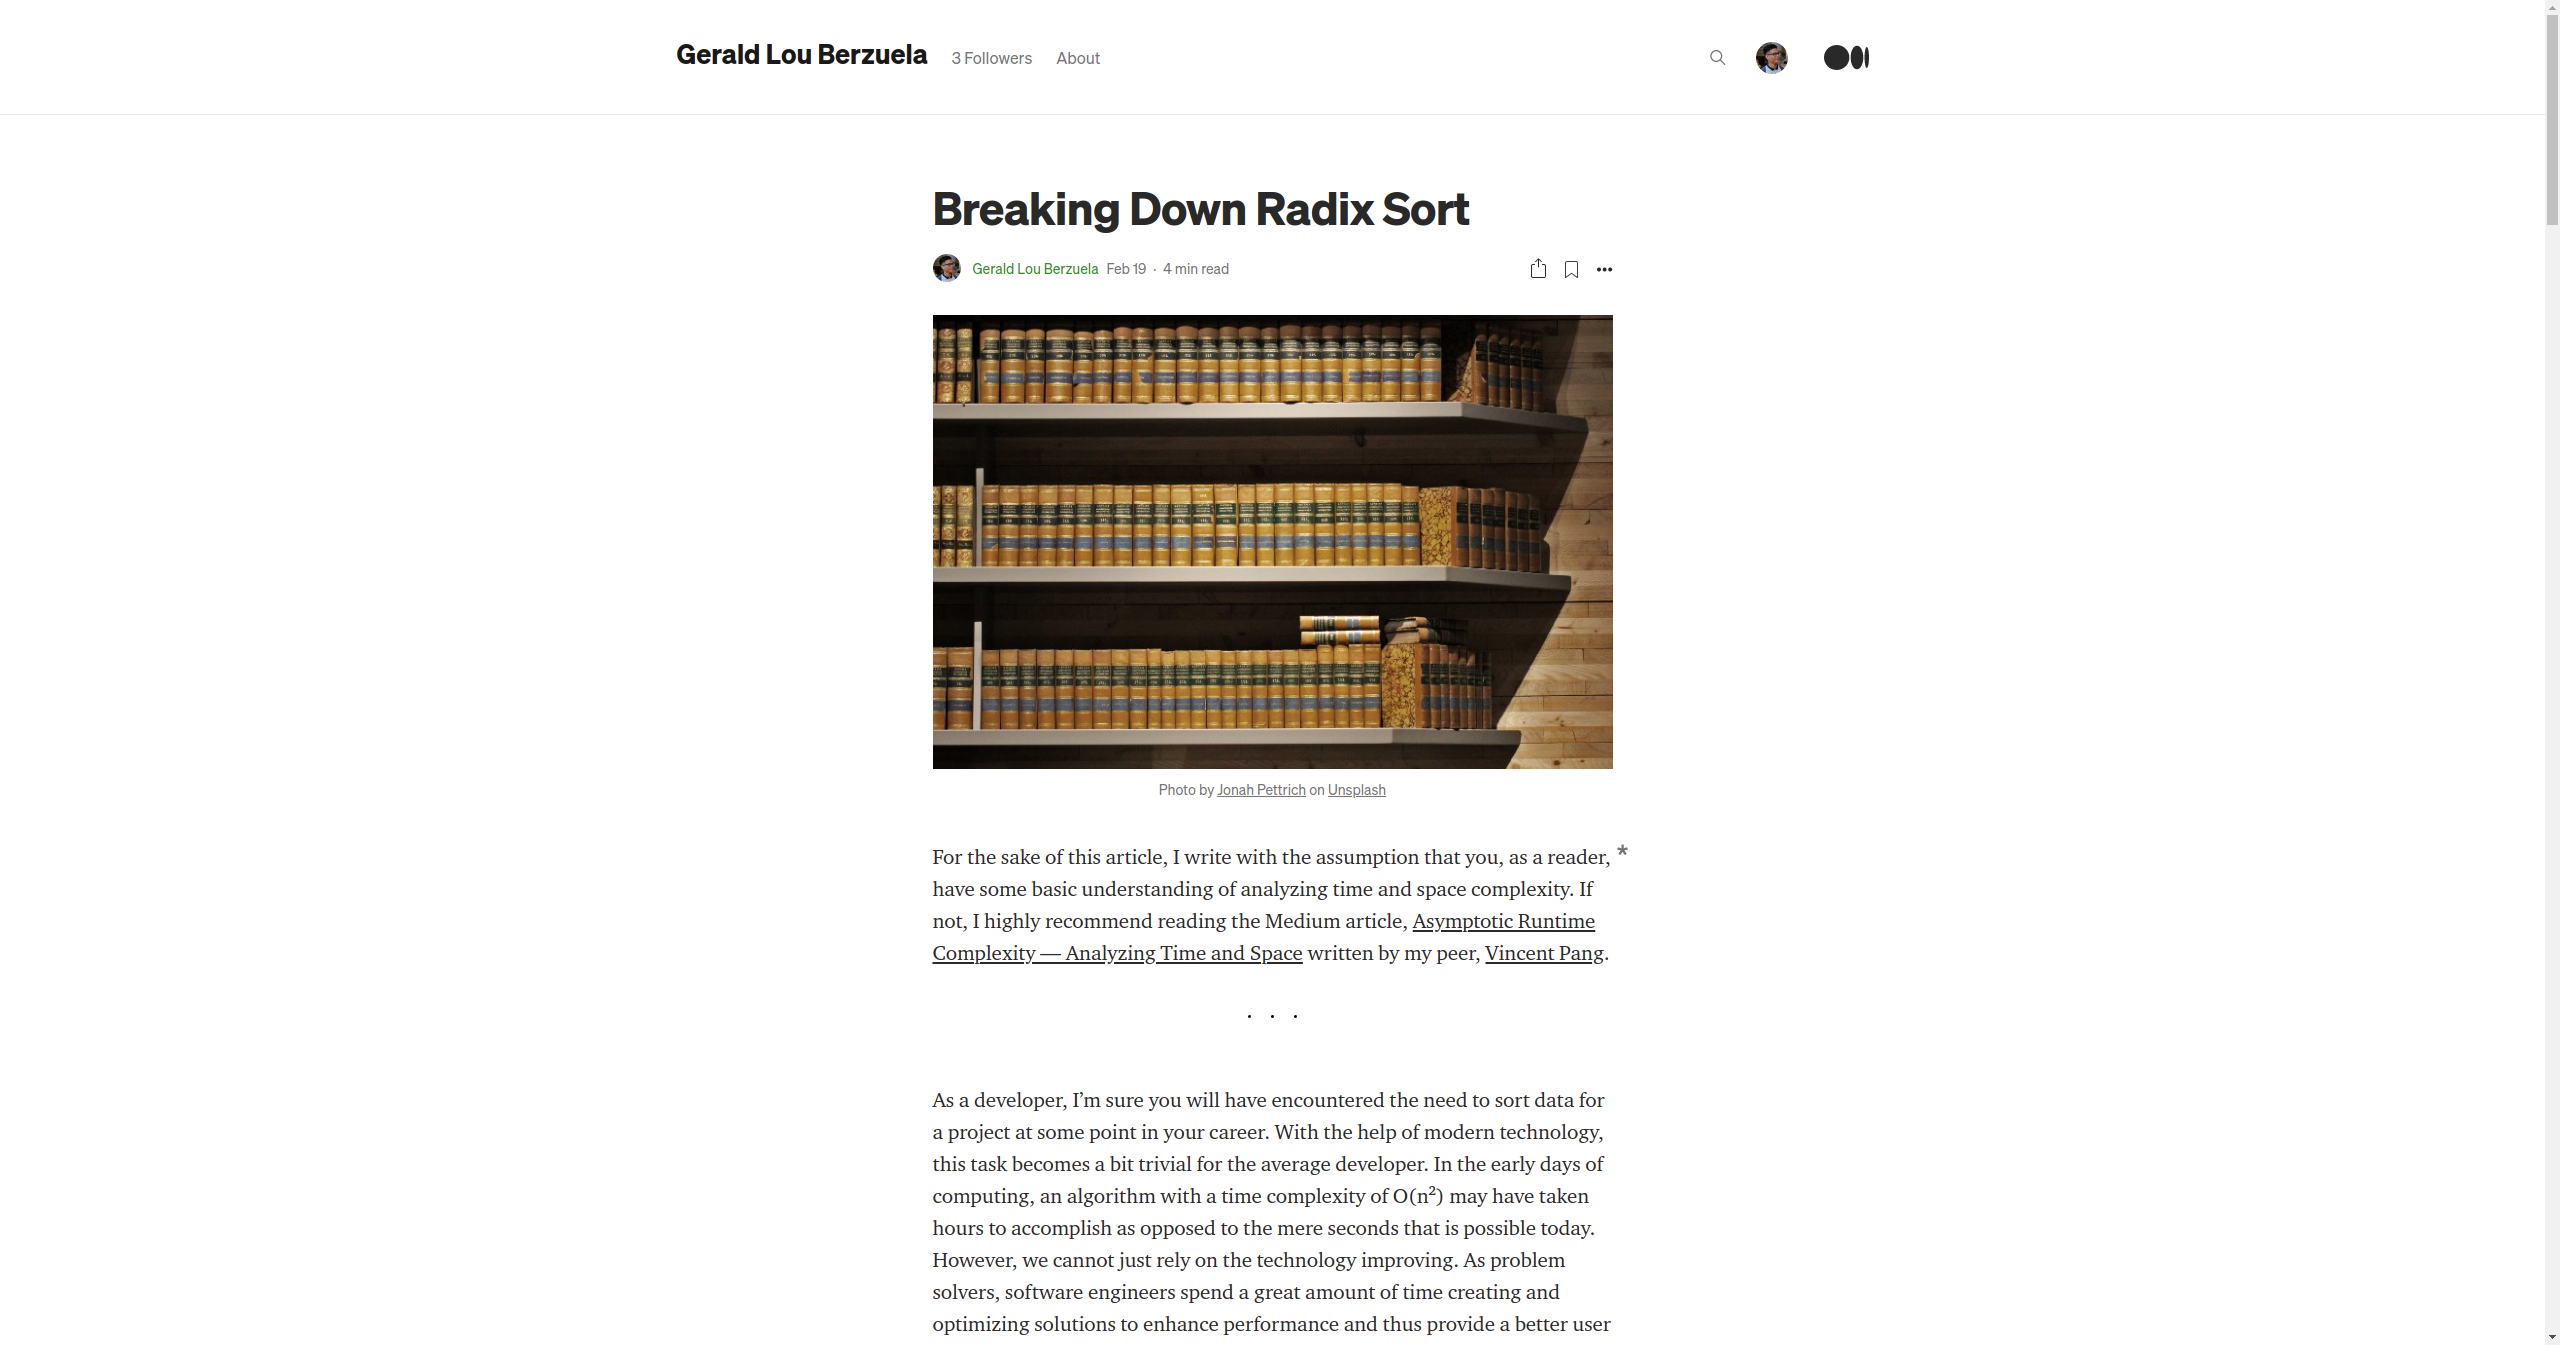 Gerald Lou Berzuela 3 Followers About
Breaking Down Radix Sort
Gerald Lou Berzuela Feb 19 · 4 min read
Photo by Jonah Pettrich on Unsplash
For the sake of this article, I write with the assumption that you, as a reader, *
have some basic understanding of analyzing time and space complexity. If
not, I highly recommend reading the Medium article, Asymptotic Runtime
Complexity — Analyzing Time and Space written by my peer, Vincent Pang.
. . .
As a developer, I’m sure you will have encountered the need to sort data for
a project at some point in your career. With the help of modern technology,
this task becomes a bit trivial for the average developer. In the early days of
computing, an algorithm with a time complexity of O(n²) may have taken
hours to accomplish as opposed to the mere seconds that is possible today.
However, we cannot just rely on the technology improving. As problem
solvers, software engineers spend a great amount of time creating and
optimizing solutions to enhance performance and thus provide a better user